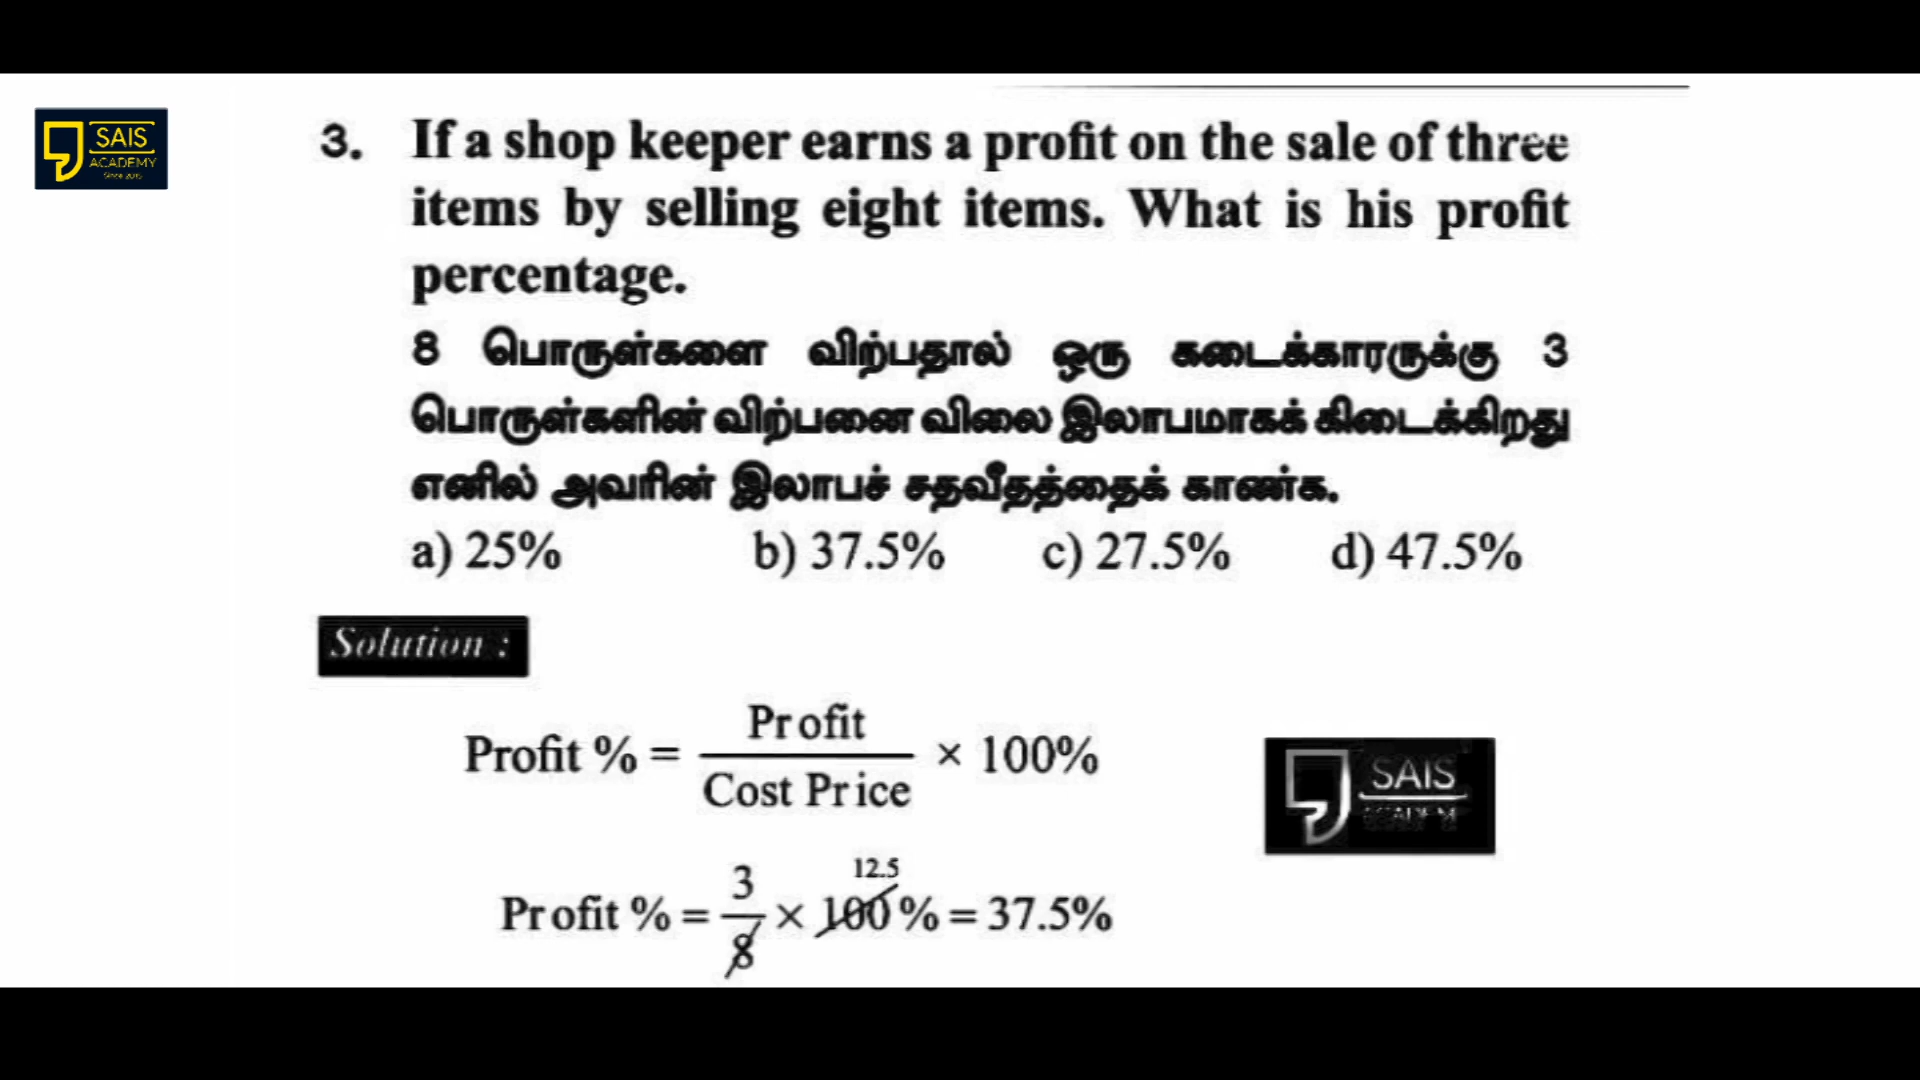 SAIS
ACADEMY
Since 2015
3. If a shop keeper earns a profit on the sale of three
items by selling eight items. What is his profit
percentage.
8 பொருள்களை விற்பதால் ஒரு கடைக்காரருக்கு 3
பொருள்களின் விற்பனை விலை இலாபமாகக் கிடைக்கிறது
எனில் அவரின் இலாபச் சதவீதத்தைக் காண்க.
a) 25% b) 37.5% c) 27.5% d) 47.5%
Solution :
Profit % = Profit / Cost Price × 100%
SAIS
ACADEMY
12.5
Profit % = 3/8 × 100% = 37.5%